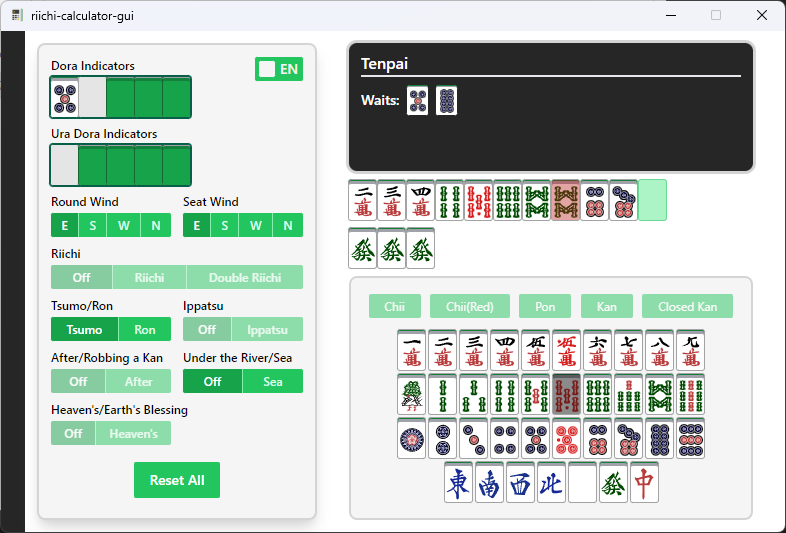 riichi-calculator-gui
Dora Indicators
EN
Ura Dora Indicators
Round Wind
Seat Wind
E S W N
E S W N
Riichi
Off Riichi Double Riichi
Tsumo/Ron
Ippatsu
Tsumo Ron
Off Ippatsu
After/Robbing a Kan
Under the River/Sea
Off After
Off Sea
Heaven's/Earth's Blessing
Off Heaven's
Reset All
Tenpai
Waits:
二萬 三萬 四萬
發 發 發
Chii Chii(Red) Pon Kan Closed Kan
一萬 二萬 三萬 四萬 伍萬 伍萬 六萬 七萬 八萬 九萬
東 南 西 北 發 中